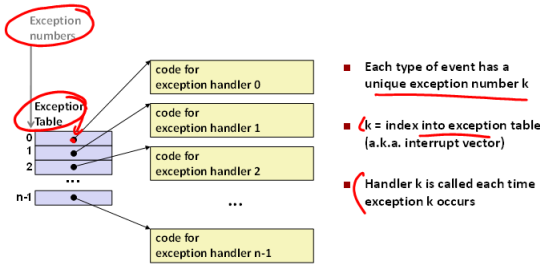 Exception
numbers
Exception
Table
0
1
2
...
n-1
code for
exception handler 0
code for
exception handler 1
code for
exception handler 2
...
code for
exception handler n-1
Each type of event has a
unique exception number k
k = index into exception table
(a.k.a. interrupt vector)
Handler k is called each time
exception k occurs